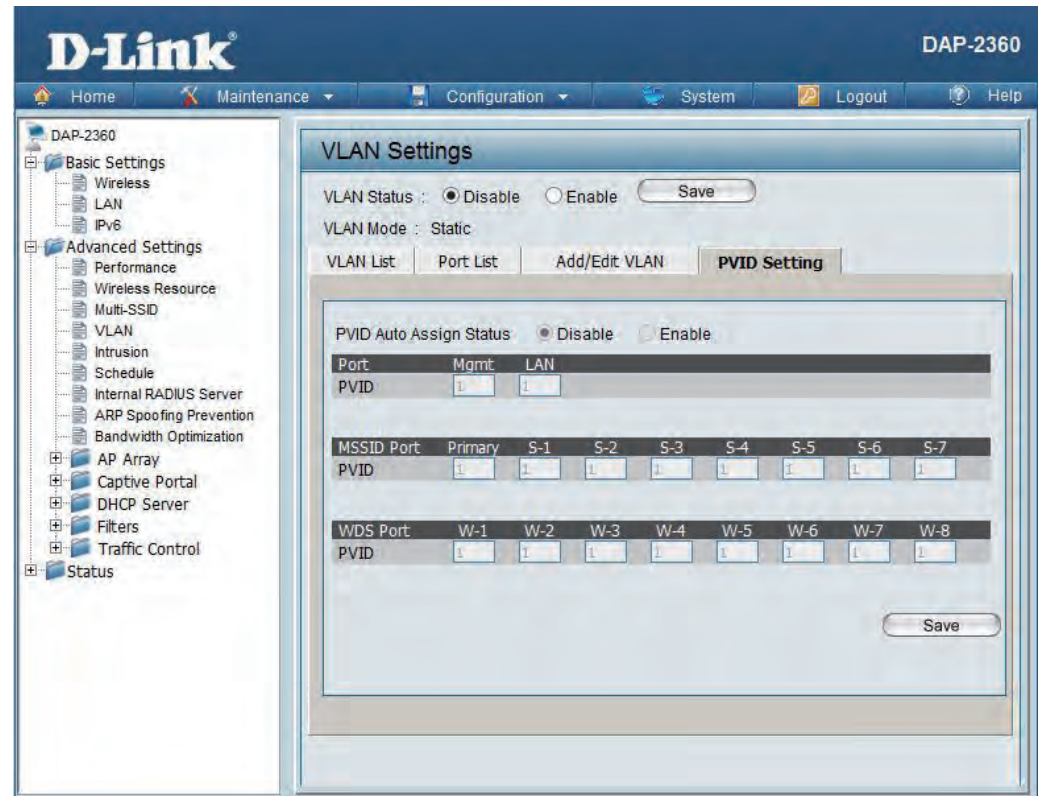 D-Link
DAP-2360
Home Maintenance Configuration System Logout Help
DAP-2360
Basic Settings
Wireless
LAN
IPv6
Advanced Settings
Performance
Wireless Resource
Multi-SSID
VLAN
Intrusion
Schedule
Internal RADIUS Server
ARP Spoofing Prevention
Bandwidth Optimization
AP Array
Captive Portal
DHCP Server
Filters
Traffic Control
Status
VLAN Settings
VLAN Status : Disable Enable Save
VLAN Mode : Static
VLAN List Port List Add/Edit VLAN PVID Setting
PVID Auto Assign Status Disable Enable
Port Mgmt LAN
PVID 1 1
MSSID Port Primary S-1 S-2 S-3 S-4 S-5 S-6 S-7
PVID 1 1 1 1 1 1 1 1
WDS Port W-1 W-2 W-3 W-4 W-5 W-6 W-7 W-8
PVID 1 1 1 1 1 1 1 1
Save